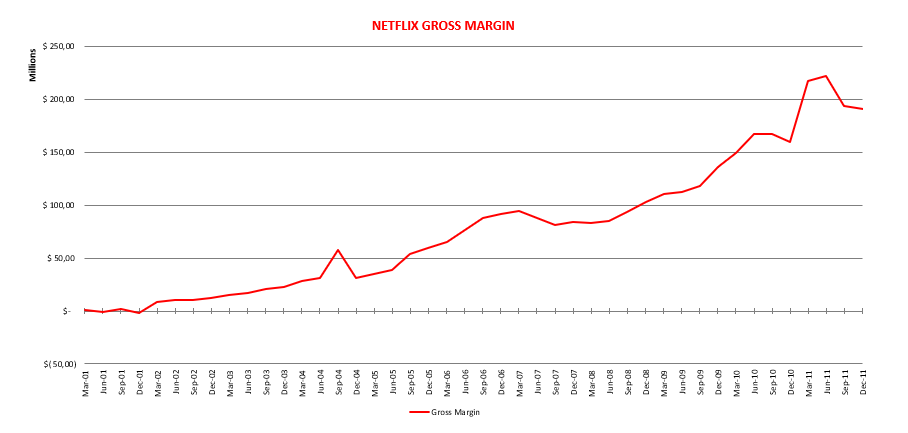 NETFLIX GROSS MARGIN
Millions
$ 250,00
$ 200,00
$ 150,00
$ 100,00
$ 50,00
$-
$(50,00)
Mar-01
Jun-01
Sep-01
Dec-01
Mar-02
Jun-02
Sep-02
Dec-02
Mar-03
Jun-03
Sep-03
Dec-03
Mar-04
Jun-04
Sep-04
Dec-04
Mar-05
Jun-05
Sep-05
Dec-05
Mar-06
Jun-06
Sep-06
Dec-06
Mar-07
Jun-07
Sep-07
Dec-07
Mar-08
Jun-08
Sep-08
Dec-08
Mar-09
Jun-09
Sep-09
Dec-09
Mar-10
Jun-10
Sep-10
Dec-10
Mar-11
Jun-11
Sep-11
Dec-11
Gross Margin